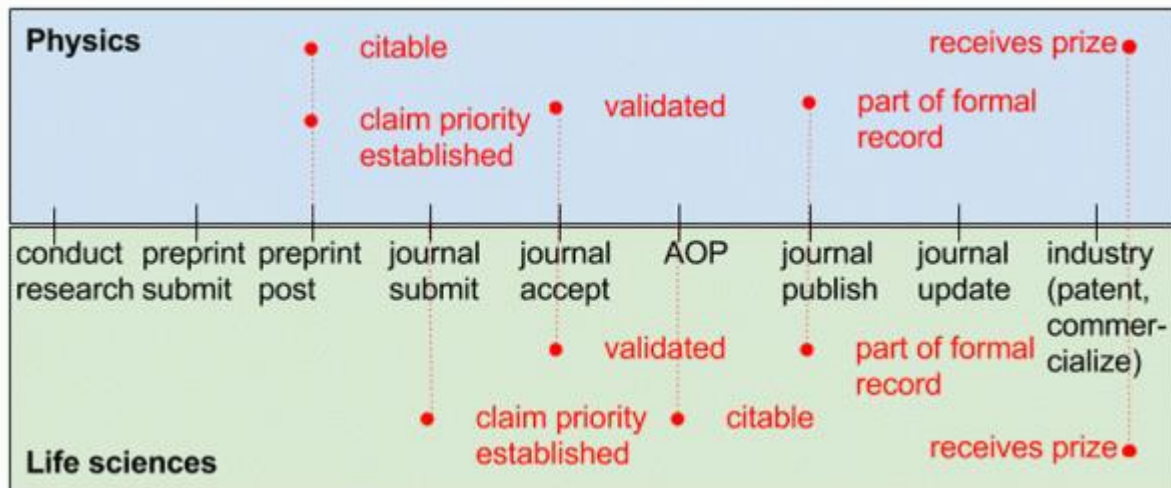 Physics
citable
receives prize
claim priority
established
validated
part of formal
record
conduct
research
preprint
submit
preprint
post
journal
submit
journal
accept
AOP
journal
publish
journal
update
industry
(patent,
commer-
cialize)
validated
part of formal
record
claim priority
established
citable
receives prize
Life sciences